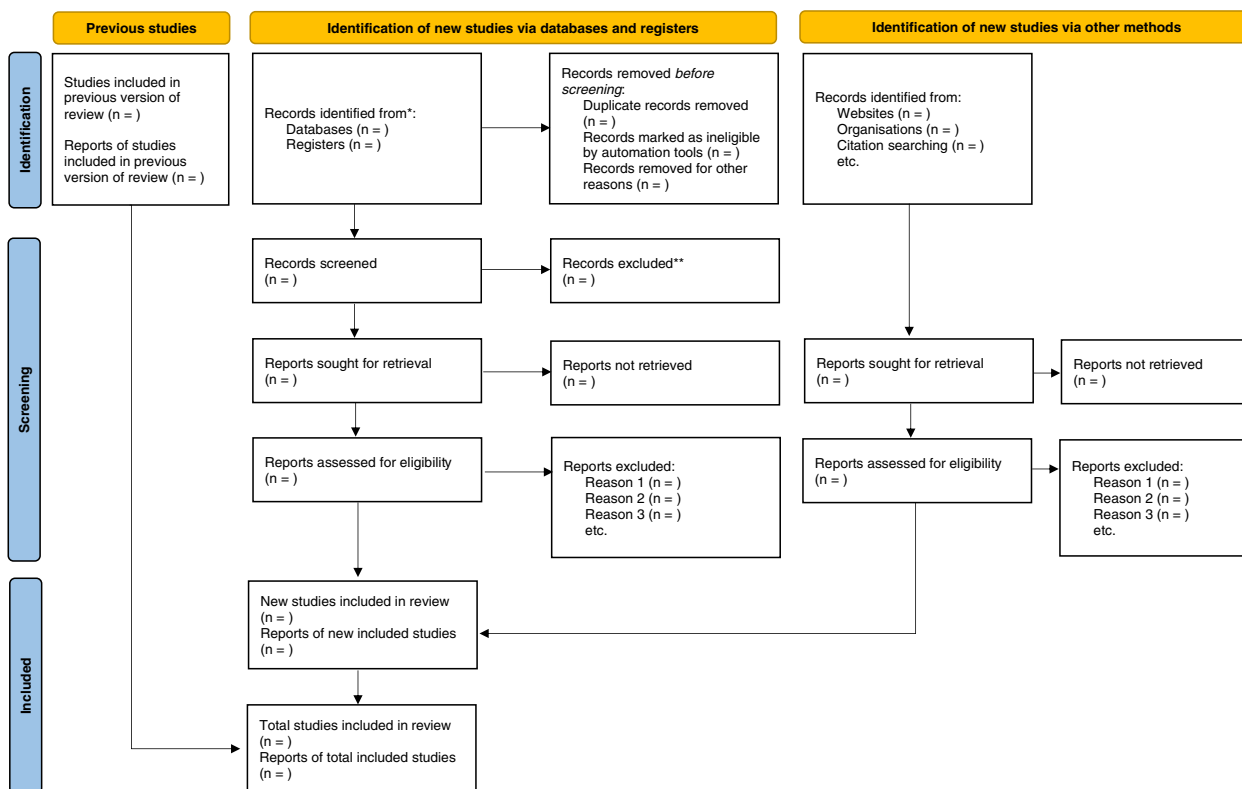 Previous studies
Identification of new studies via databases and registers
Identification of new studies via other methods
Identification
Studies included in
previous version of
review (n = )
Reports of studies
included in previous
version of review (n = )
Records identified from*:
Databases (n = )
Registers (n = )
Records removed before
screening:
Duplicate records removed
(n = )
Records marked as ineligible
by automation tools (n = )
Records removed for other
reasons (n = )
Records identified from:
Websites (n = )
Organisations (n = )
Citation searching (n = )
etc.
Screening
Records screened
(n = )
Records excluded**
(n = )
Reports sought for retrieval
(n = )
Reports not retrieved
(n = )
Reports sought for retrieval
(n = )
Reports not retrieved
(n = )
Reports assessed for eligibility
(n = )
Reports excluded:
Reason 1 (n = )
Reason 2 (n = )
Reason 3 (n = )
etc.
Reports assessed for eligibility
(n = )
Reports excluded:
Reason 1 (n = )
Reason 2 (n = )
Reason 3 (n = )
etc.
Included
New studies included in review
(n = )
Reports of new included studies
(n = )
Total studies included in review
(n = )
Reports of total included studies
(n = )